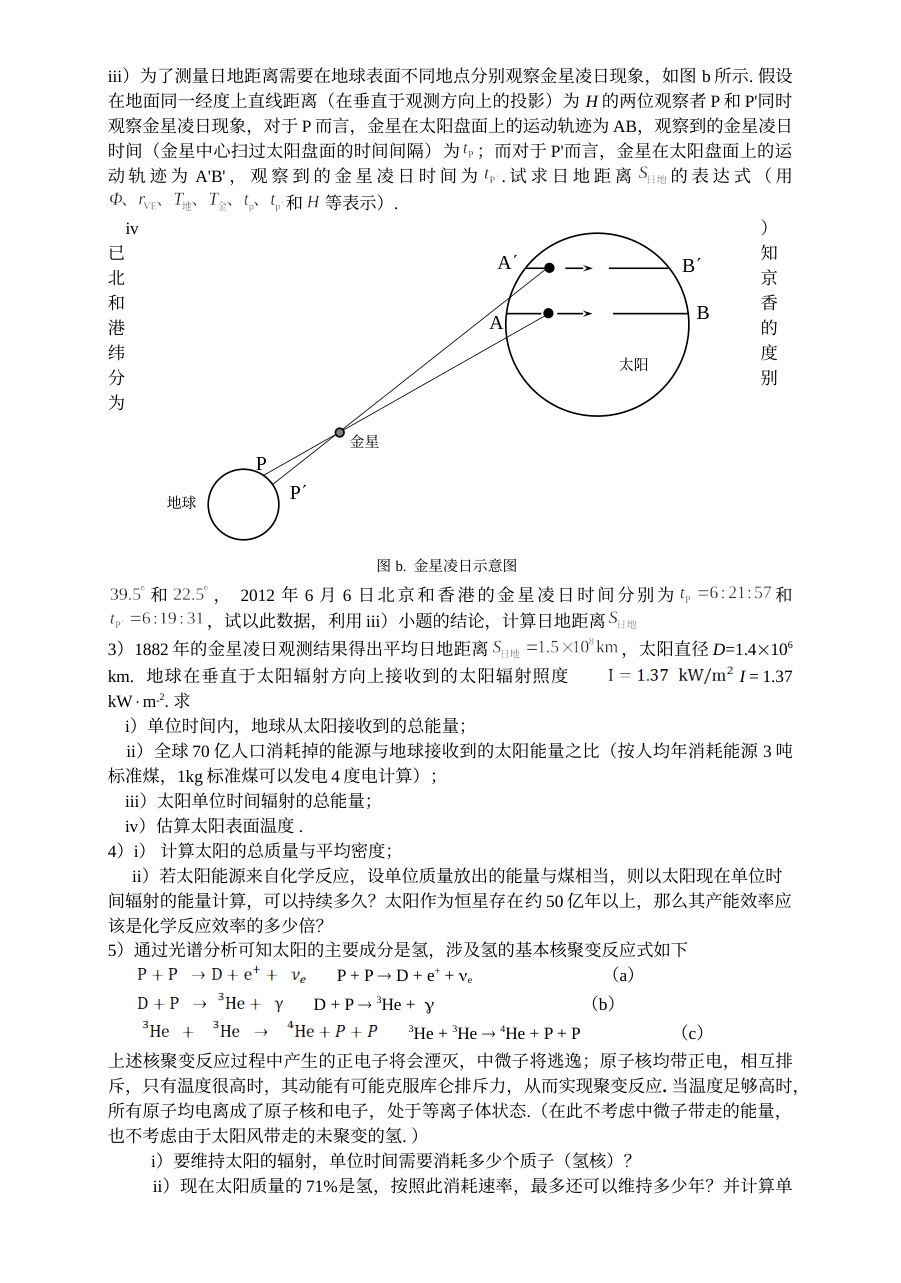 iii）为了测量日地距离需要在地球表面不同地点分别观察金星凌日现象，如图 b 所示. 假设
在地面同一经度上直线距离（在垂直于观测方向上的投影）为 H 的两位观察者 P 和 P'同时
观察金星凌日现象，对于 P 而言，金星在太阳盘面上的运动轨迹为 AB，观察到的金星凌日
时间（金星中心扫过太阳盘面的时间间隔）为 tP；而对于 P'而言，金星在太阳盘面上的运
动轨迹为 A'B'，观察到的金星凌日时间为 tP'.试求日地距离 S日地 的表达式（用
Φ、rVE、T地、T金、tp、tp' 和 H 等表示）.
iv ）
已 知
北 京
和 香
港 的
纬 度
分 别
为
A´ B´
A B
太阳
金星
P
P´
地球
图 b. 金星凌日示意图
39.5° 和 22.5°， 2012 年 6 月 6 日北京和香港的金星凌日时间分别为 tP =6:21:57 和
tP' =6:19:31，试以此数据，利用 iii）小题的结论，计算日地距离 S日地
3）1882 年的金星凌日观测结果得出平均日地距离 S日地 =1.5×10⁸ km，太阳直径 D=1.4×10⁶
km. 地球在垂直于太阳辐射方向上接收到的太阳辐射照度 I = 1.37 kW/m² I = 1.37
kW · m⁻². 求
i）单位时间内，地球从太阳接收到的总能量；
ii）全球 70 亿人口消耗掉的能源与地球接收到的太阳能量之比（按人均年消耗能源 3 吨
标准煤，1kg 标准煤可以发电 4 度电计算）;
iii）太阳单位时间辐射的总能量；
iv）估算太阳表面温度 .
4）i） 计算太阳的总质量与平均密度；
ii）若太阳能源来自化学反应，设单位质量放出的能量与煤相当，则以太阳现在单位时
间辐射的能量计算，可以持续多久？太阳作为恒星存在约 50 亿年以上，那么其产能效率应
该是化学反应效率的多少倍？
5）通过光谱分析可知太阳的主要成分是氢，涉及氢的基本核聚变反应式如下
P + P → D + e⁺ + νₑ P + P → D + e⁺ + νₑ （a）
D + P → ³He + γ D + P → ³He + γ （b）
³He + ³He → ⁴He + P + P ³He + ³He → ⁴He + P + P （c）
上述核聚变反应过程中产生的正电子将会湮灭，中微子将逃逸；原子核均带正电，相互排
斥，只有温度很高时，其动能有可能克服库仑排斥力，从而实现聚变反应. 当温度足够高时，
所有原子均电离成了原子核和电子，处于等离子体状态.（在此不考虑中微子带走的能量，
也不考虑由于太阳风带走的未聚变的氢. ）
i）要维持太阳的辐射，单位时间需要消耗多少个质子（氢核）？
ii）现在太阳质量的 71%是氢，按照此消耗速率，最多还可以维持多少年？并计算单